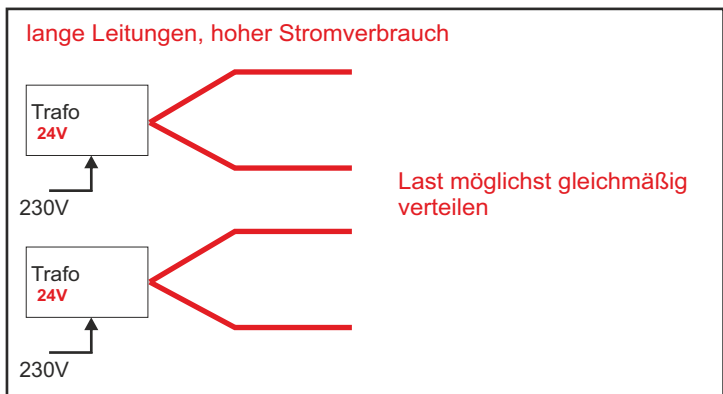 lange Leitungen, hoher Stromverbrauch
Trafo
24V
230V
Last möglichst gleichmäßig
verteilen
Trafo
24V
230V